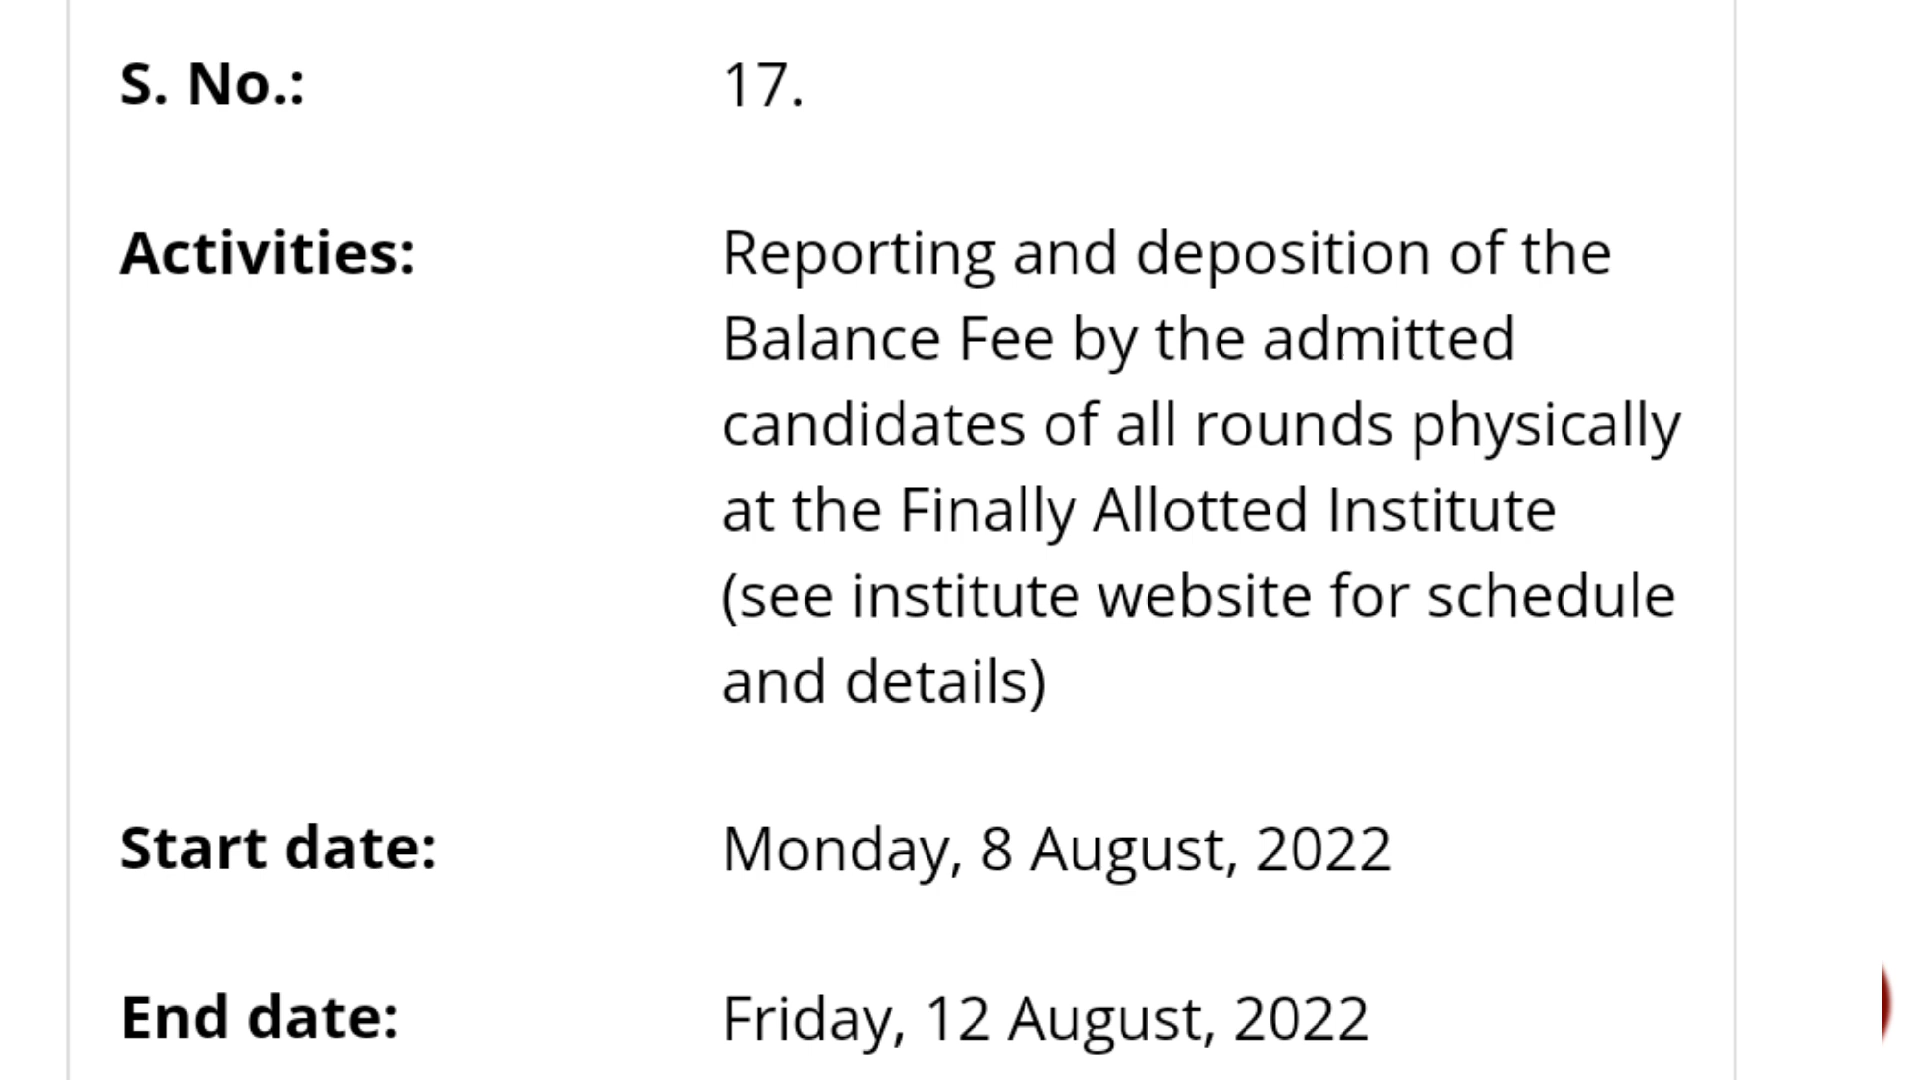 S. No.: 17.
Activities: Reporting and deposition of the
Balance Fee by the admitted
candidates of all rounds physically
at the Finally Allotted Institute
(see institute website for schedule
and details)
Start date: Monday, 8 August, 2022
End date: Friday, 12 August, 2022